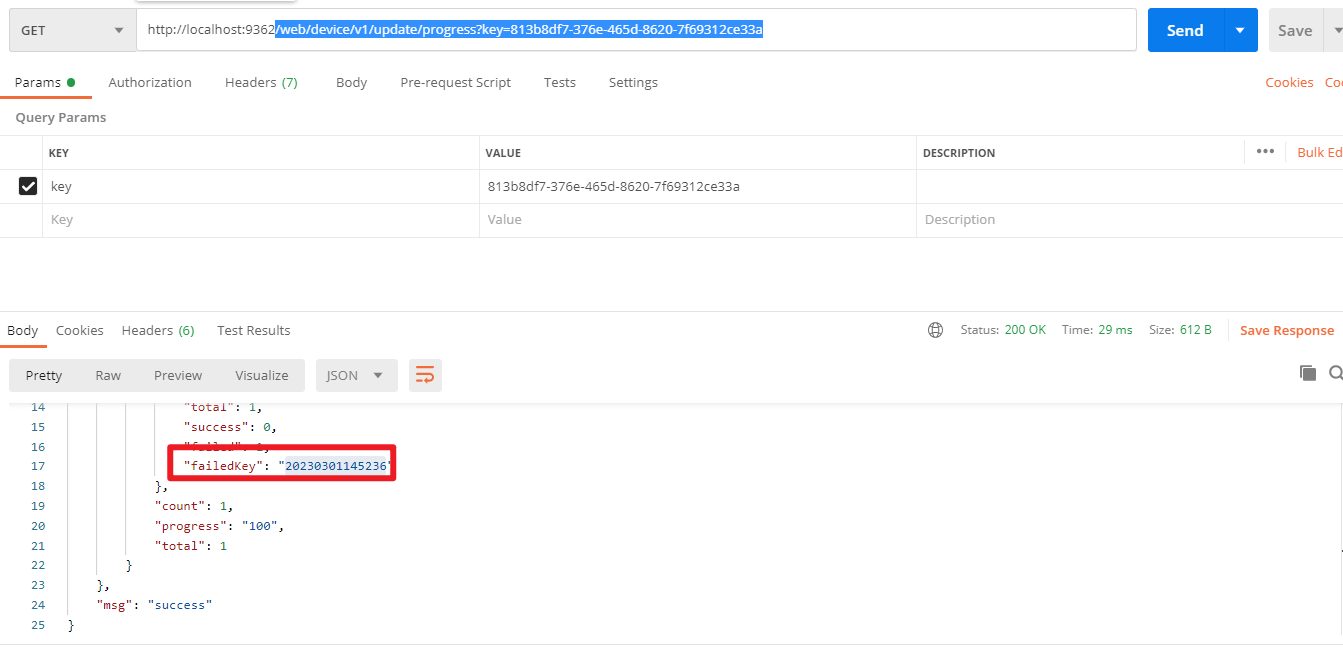 GET http://localhost:9362/web/device/v1/update/progress?key=813b8df7-376e-465d-8620-7f69312ce33a Send Save
Params Authorization Headers (7) Body Pre-request Script Tests Settings Cookies
Query Params
KEY VALUE DESCRIPTION ••• Bulk Ed
key 813b8df7-376e-465d-8620-7f69312ce33a
Key Value Description
Body Cookies Headers (6) Test Results Status: 200 OK Time: 29 ms Size: 612 B Save Response
Pretty Raw Preview Visualize JSON
14 "total": 1,
15 "success": 0,
16 "failed": 1,
17 "failedKey": "20230301145236"
18 },
19 "count": 1,
20 "progress": "100",
21 "total": 1
22 }
23 },
24 "msg": "success"
25 }